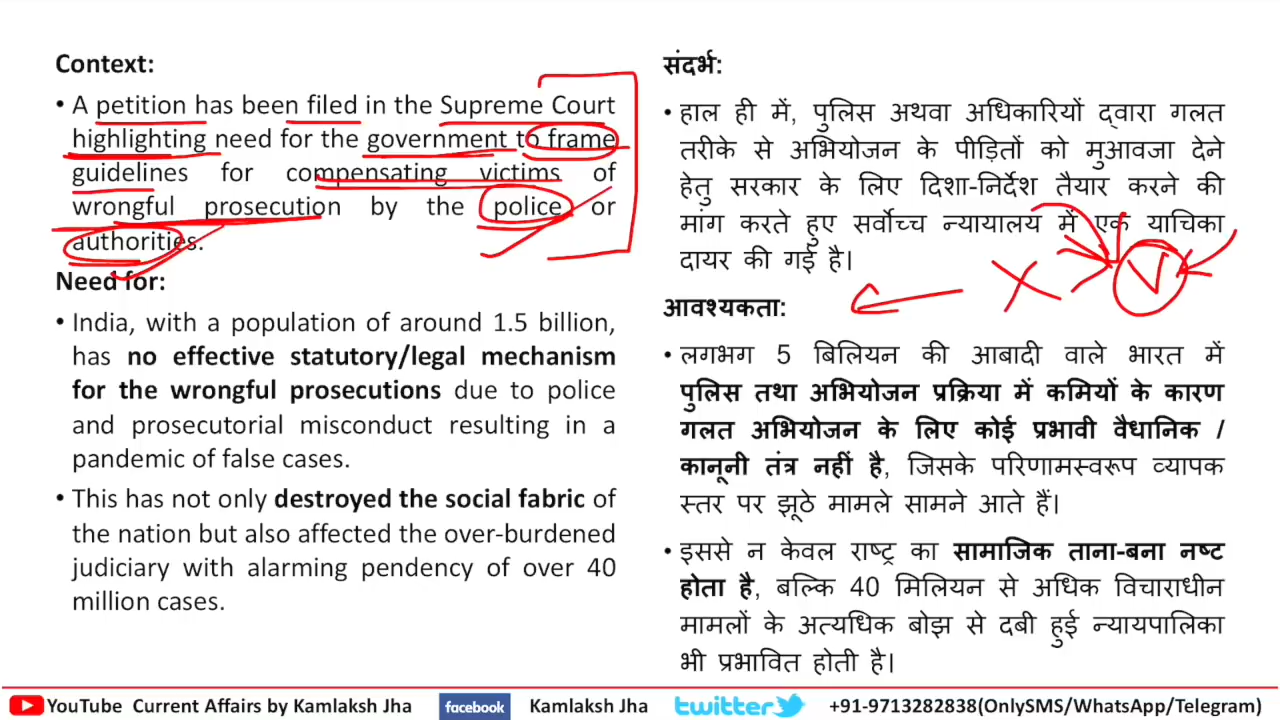 Context:
• A petition has been filed in the Supreme Court
highlighting need for the government to frame
guidelines for compensating victims of
wrongful prosecution by the police or
authorities.
Need for:
• India, with a population of around 1.5 billion,
has no effective statutory/legal mechanism
for the wrongful prosecutions due to police
and prosecutorial misconduct resulting in a
pandemic of false cases.
• This has not only destroyed the social fabric of
the nation but also affected the over-burdened
judiciary with alarming pendency of over 40
million cases.
संदर्भ:
• हाल ही में, पुलिस अथवा अधिकारियों द्वारा गलत
तरीके से अभियोजन के पीड़ितों को मुआवजा देने
हेतु सरकार के लिए दिशा-निर्देश तैयार करने की
मांग करते हुए सर्वोच्च न्यायालय में एक याचिका
दायर की गई है।
आवश्यकता:
• लगभग 5 बिलियन की आबादी वाले भारत में
पुलिस तथा अभियोजन प्रक्रिया में कमियों के कारण
गलत अभियोजन के लिए कोई प्रभावी वैधानिक /
कानूनी तंत्र नहीं है, जिसके परिणामस्वरूप व्यापक
स्तर पर झूठे मामले सामने आते हैं।
• इससे न केवल राष्ट्र का सामाजिक ताना-बना नष्ट
होता है, बल्कि 40 मिलियन से अधिक विचाराधीन
मामलों के अत्यधिक बोझ से दबी हुई न्यायपालिका
भी प्रभावित होती है।
V
YouTube Current Affairs by Kamlaksh Jha facebook Kamlaksh Jha twitter +91-9713282838(OnlySMS/WhatsApp/Telegram)